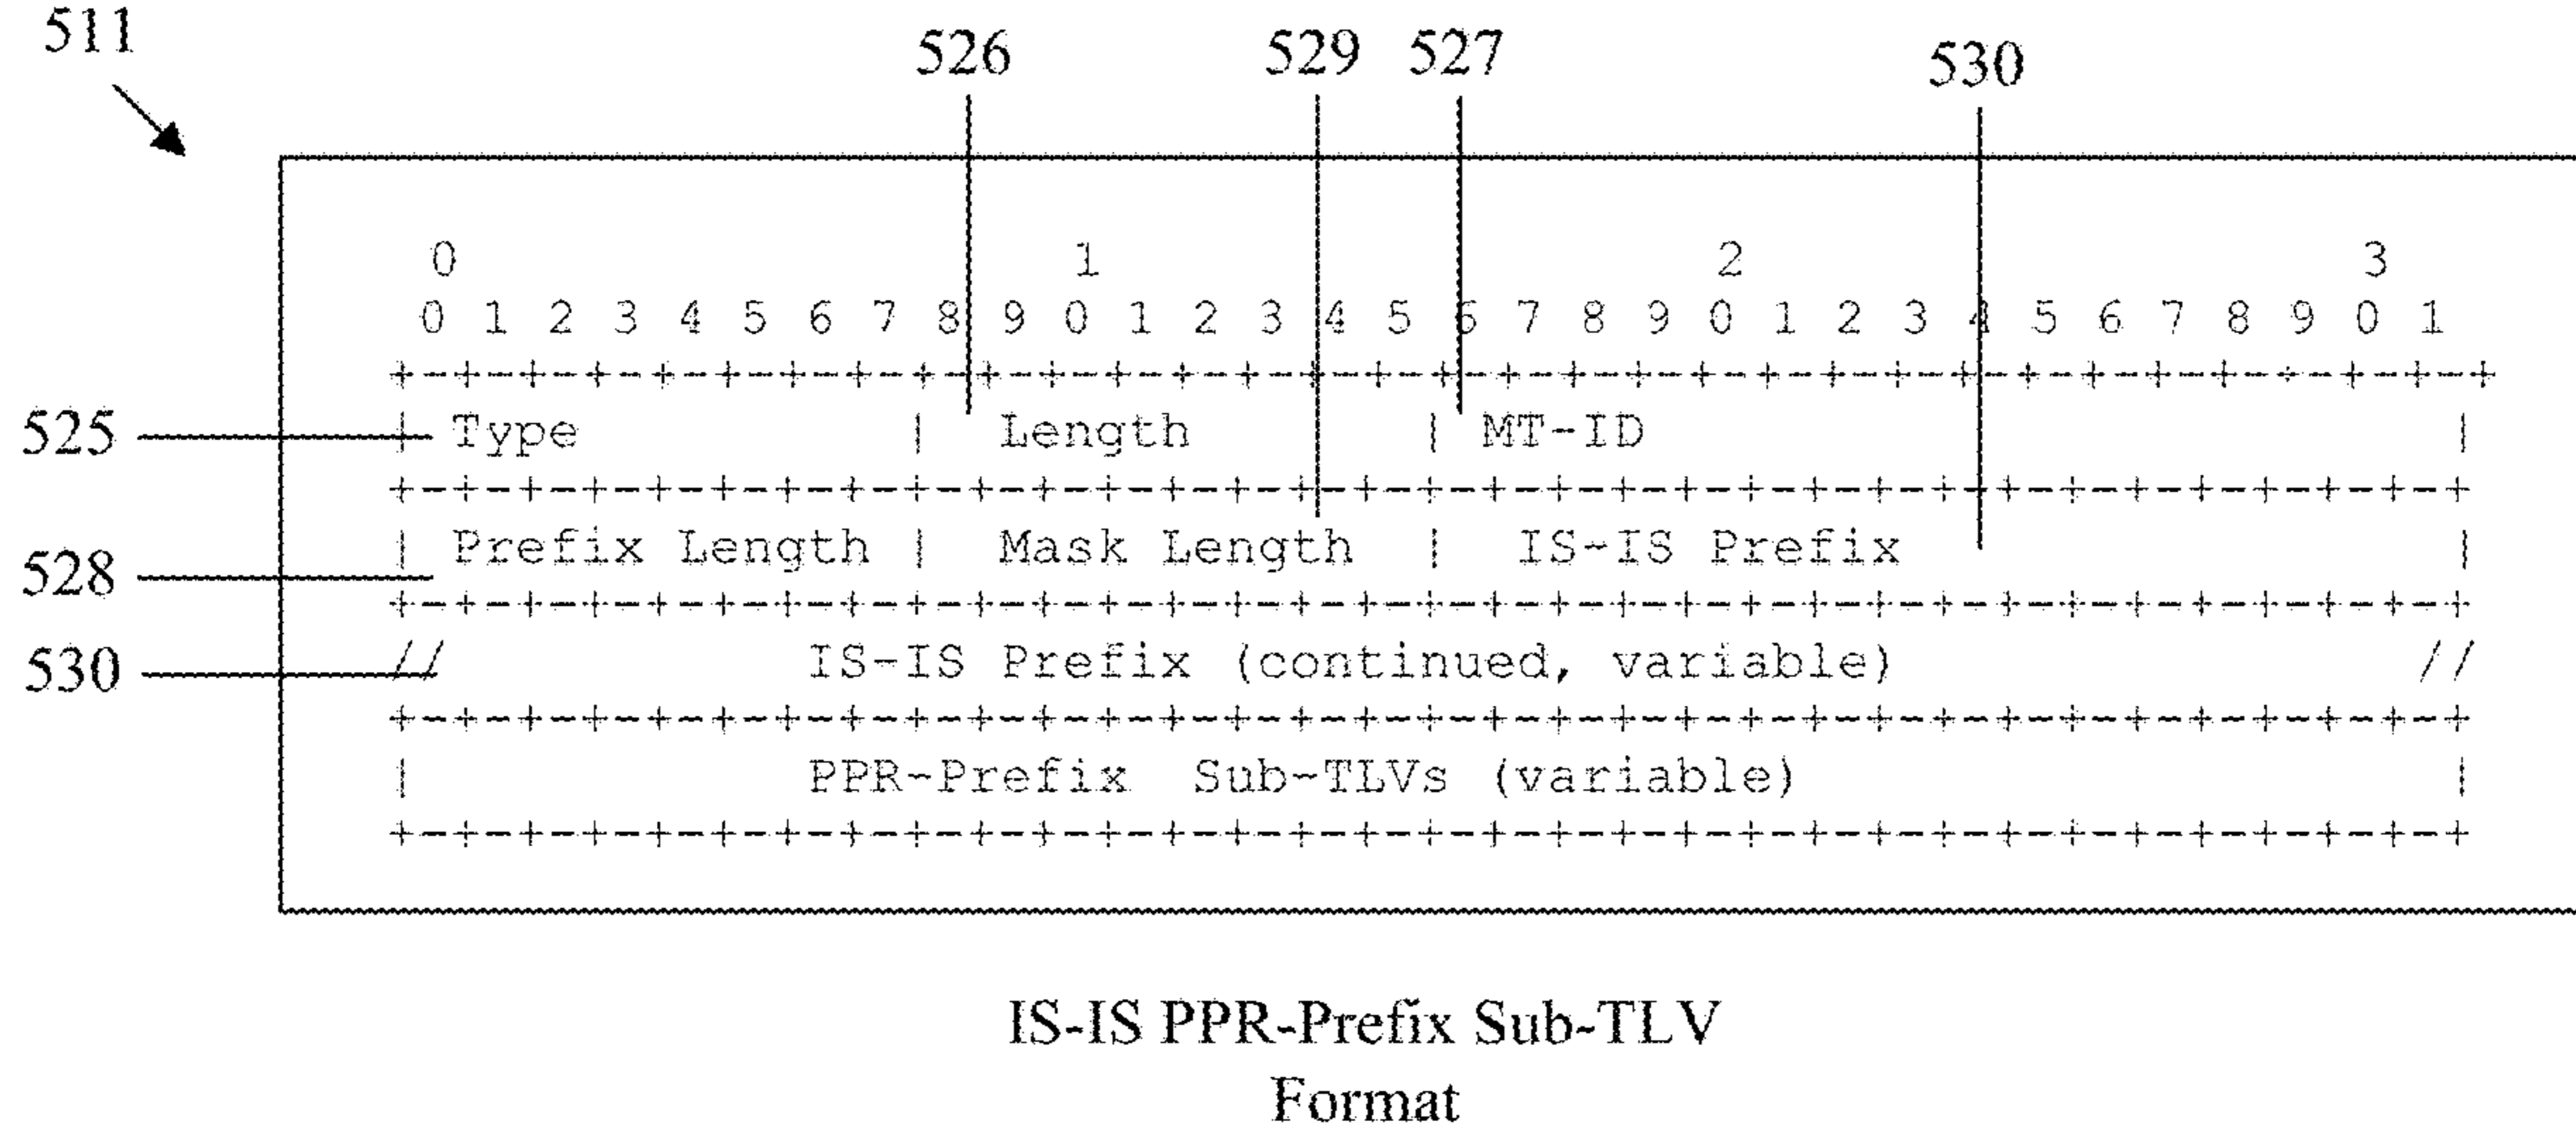 511
526 529 527 530
0 1 2 3
0 1 2 3 4 5 6 7 8 9 0 1 2 3 4 5 6 7 8 9 0 1 2 3 4 5 6 7 8 9 0 1
+-+-+-+-+-+-+-+-+-+-+-+-+-+-+-+-+-+-+-+-+-+-+-+-+-+-+-+-+-+-+-+-+
525 | Type | Length | MT-ID |
+-+-+-+-+-+-+-+-+-+-+-+-+-+-+-+-+-+-+-+-+-+-+-+-+-+-+-+-+-+-+-+-+
528 | Prefix Length | Mask Length | IS-IS Prefix |
+-+-+-+-+-+-+-+-+-+-+-+-+-+-+-+-+-+-+-+-+-+-+-+-+-+-+-+-+-+-+-+-+
530 // IS-IS Prefix (continued, variable) //
+-+-+-+-+-+-+-+-+-+-+-+-+-+-+-+-+-+-+-+-+-+-+-+-+-+-+-+-+-+-+-+-+
| PPR-Prefix Sub-TLVs (variable) |
+-+-+-+-+-+-+-+-+-+-+-+-+-+-+-+-+-+-+-+-+-+-+-+-+-+-+-+-+-+-+-+-+
IS-IS PPR-Prefix Sub-TLV
Format